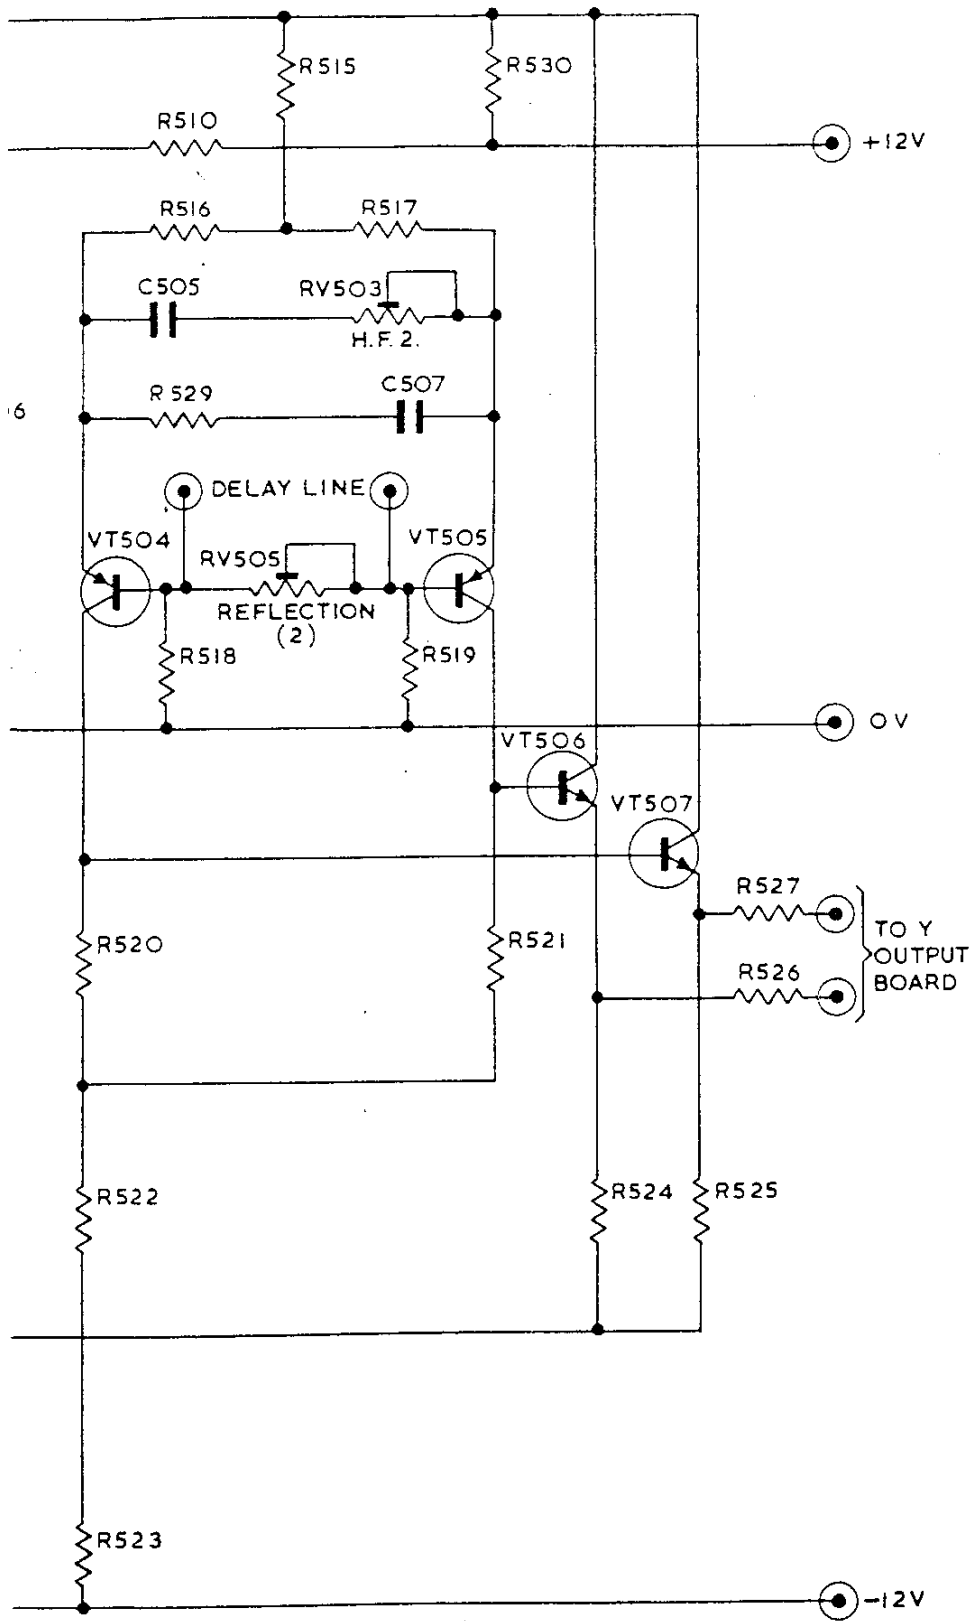 R515
R530
R510
+12V
R516
R517
C505
RV503
H.F. 2.
C507
R529
6
DELAY LINE
VT504
VT505
RV505
REFLECTION
(2)
R518
R519
0V
VT506
VT507
R527
TO Y
OUTPUT
BOARD
R520
R521
R526
R522
R524
R525
R523
-12V